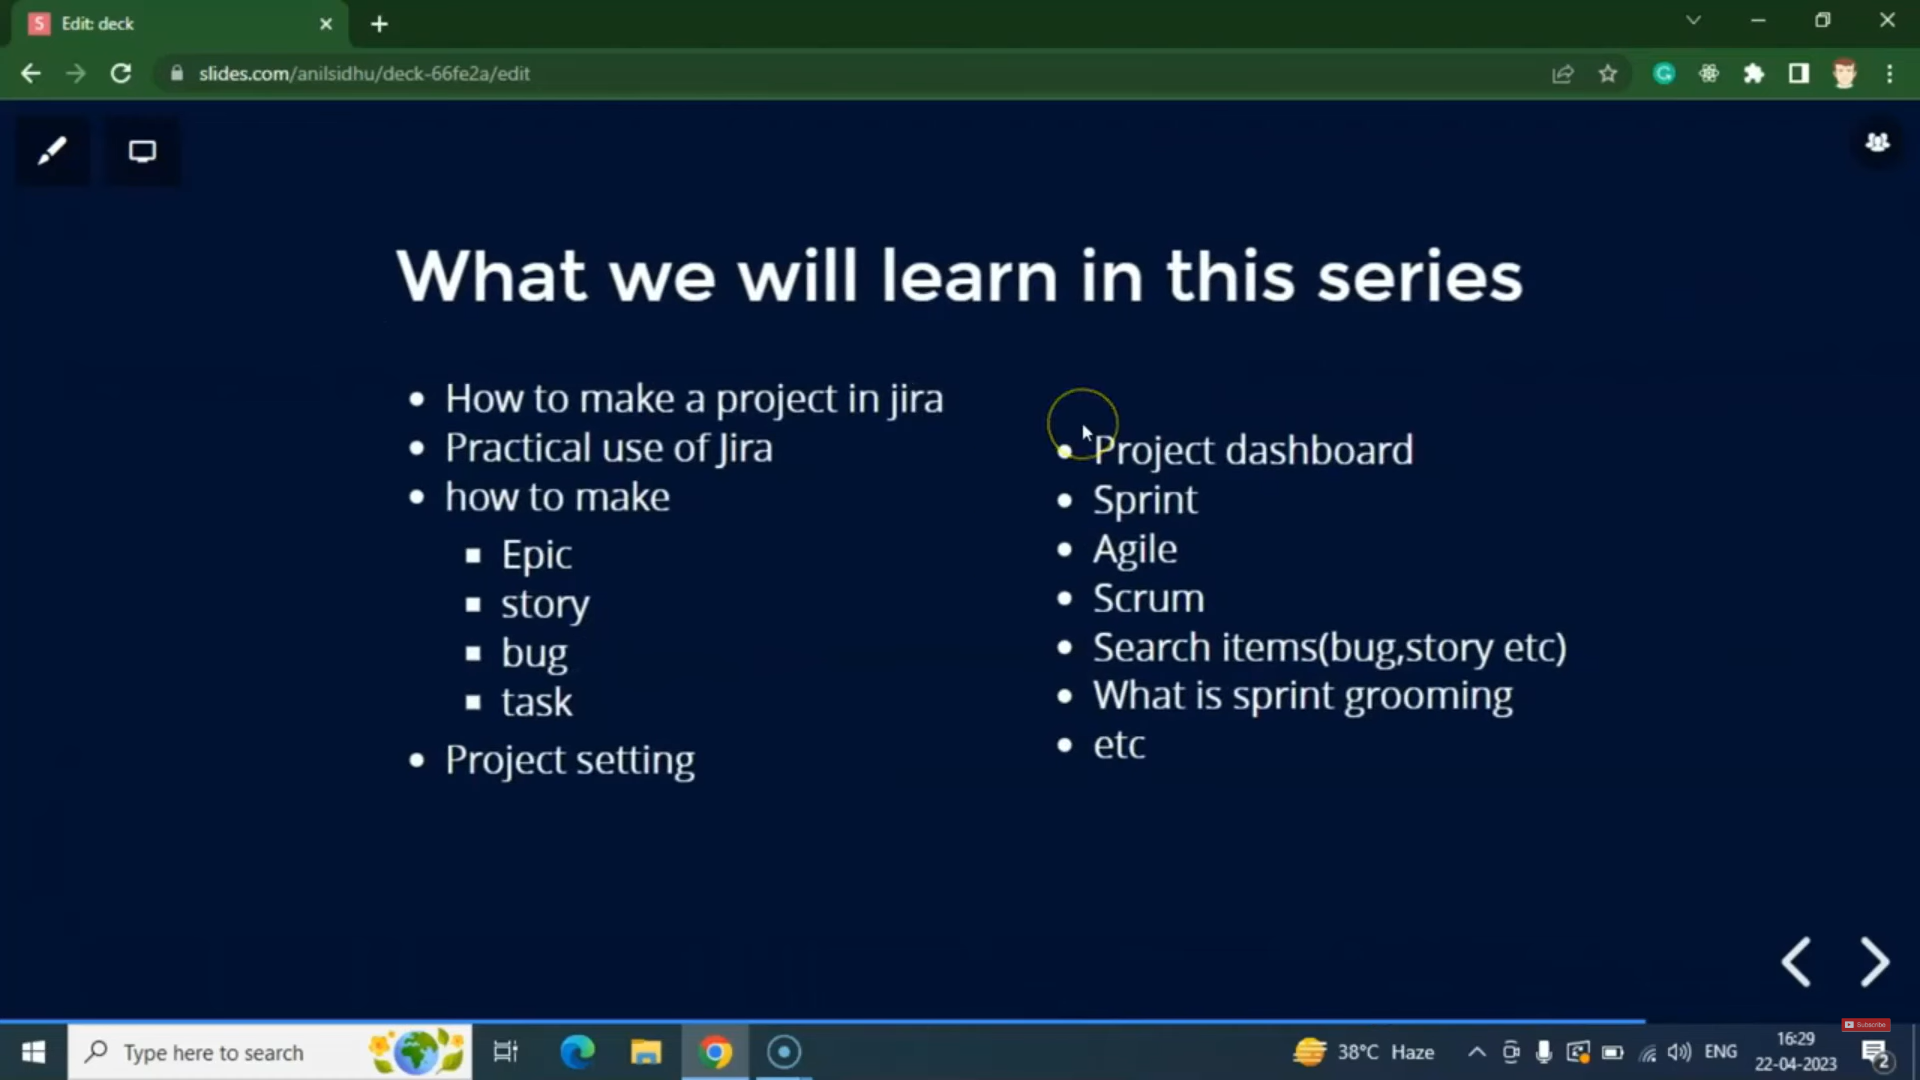 Edit: deck
slides.com/anilsidhu/deck-66fe2a/edit
What we will learn in this series
How to make a project in jira
Practical use of Jira
how to make
Epic
story
bug
task
Project setting
Project dashboard
Sprint
Agile
Scrum
Search items(bug,story etc)
What is sprint grooming
etc
Subscribe
Type here to search
38°C Haze
ENG
16:29
22-04-2023
2